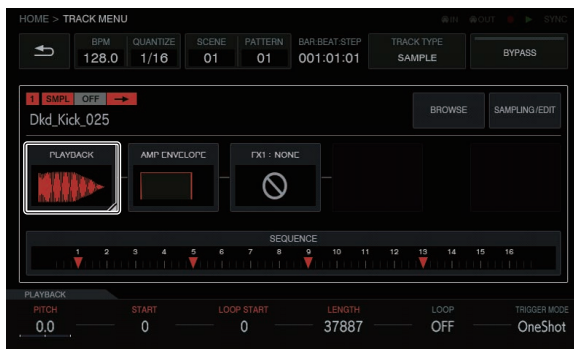 HOME > TRACK MENU
IN OUT SYNC
BPM QUANTIZE SCENE PATTERN BAR:BEAT:STEP TRACK TYPE
128.0 1/16 01 01 001:01:01 SAMPLE BYPASS
1 SMPL OFF
Dkd_Kick_025
BROWSE SAMPLING/EDIT
PLAYBACK AMP ENVELOPE FX1 : NONE
SEQUENCE
1 2 3 4 5 6 7 8 9 10 11 12 13 14 15 16
PLAYBACK
PITCH START LOOP START LENGTH LOOP TRIGGER MODE
0.0 0 0 37887 OFF OneShot